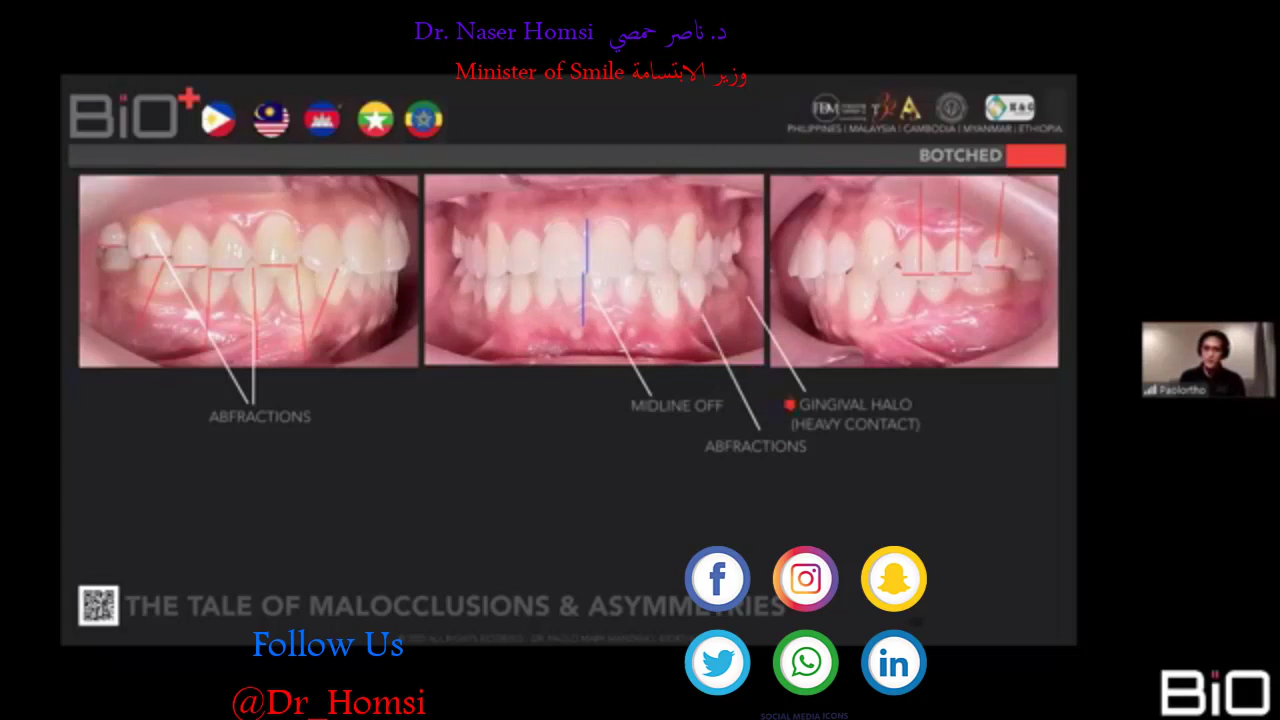 Dr. Naser Homsi د. ناصر حمصي
Minister of Smile وزير الابتسامة
BiO+
PHILIPPINES | MALAYSIA | CAMBODIA | MYANMAR | ETHIOPIA
BOTCHED
ABFRACTIONS
MIDLINE OFF
GINGIVAL HALO
(HEAVY CONTACT)
ABFRACTIONS
Paolortho
THE TALE OF MALOCCLUSIONS & ASYMMETRIES
Follow Us
@Dr_Homsi
SOCIAL MEDIA ICONS
BiO